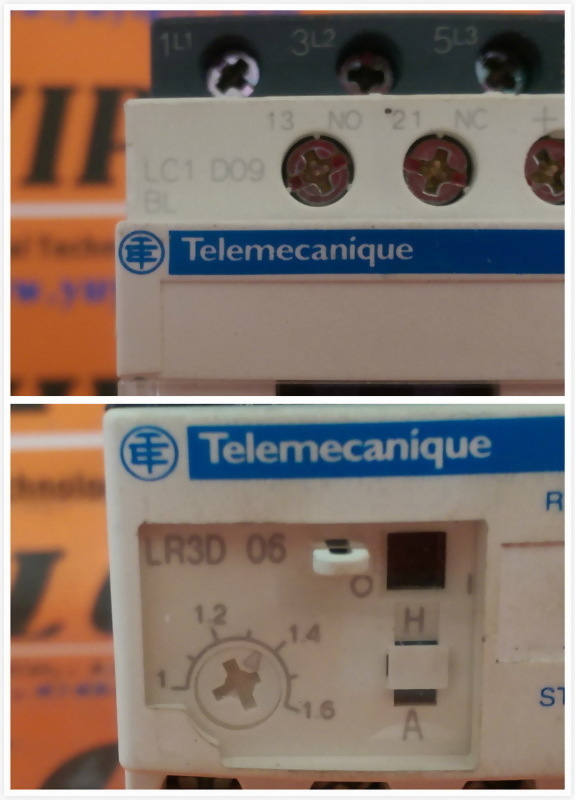 1L1 3L2 5L3
13 NO 21 NC +
LC1 D09
BL
Telemecanique
Telemecanique
LR3D 06
O
H
1.2 1.4
1 1.6
A